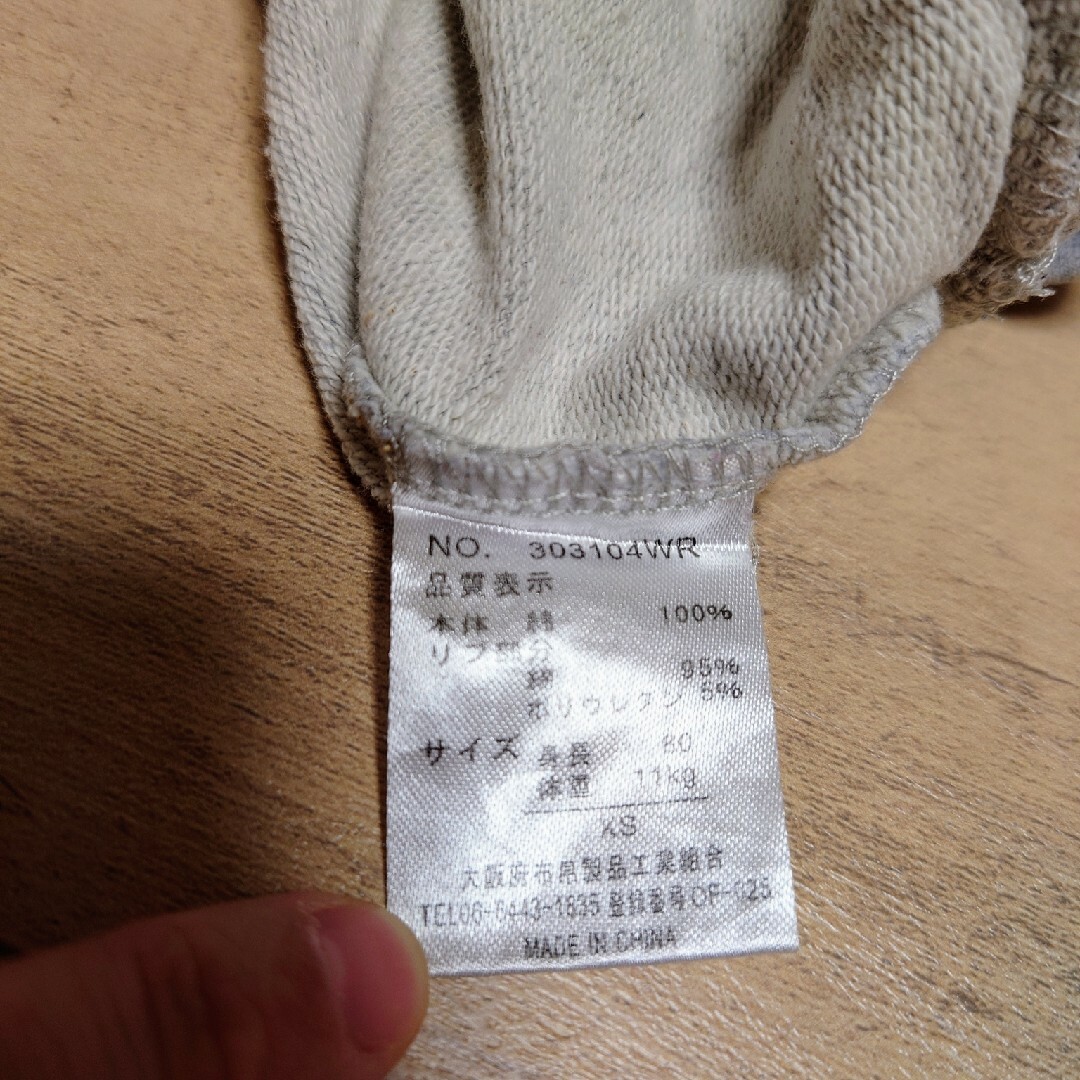 NO. 303104WR
品質表示
本体 綿 100%
リブ部分
綿 95%
ポリウレタン 5%
サイズ 身長 80
体重 11kg
XS
大阪府布帛製品工業組合
TEL06-6443-1835 登録番号OF-
MADE IN CHINA